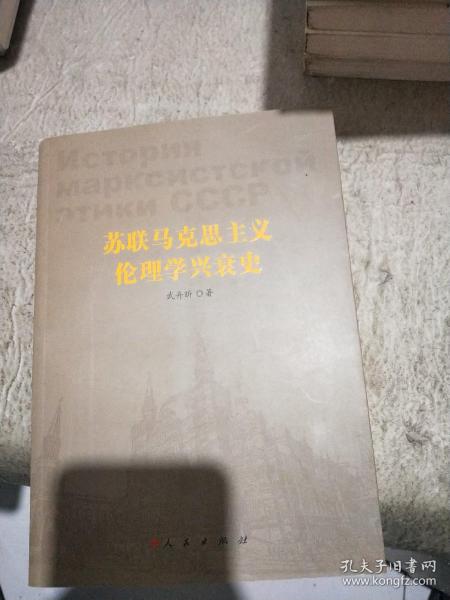 История
марксистской
этики СССР
苏联马克思主义
伦理学兴衰史
武卉昕 ◎ 著
人民出版社
孔夫子旧书网
www.kongfz.com